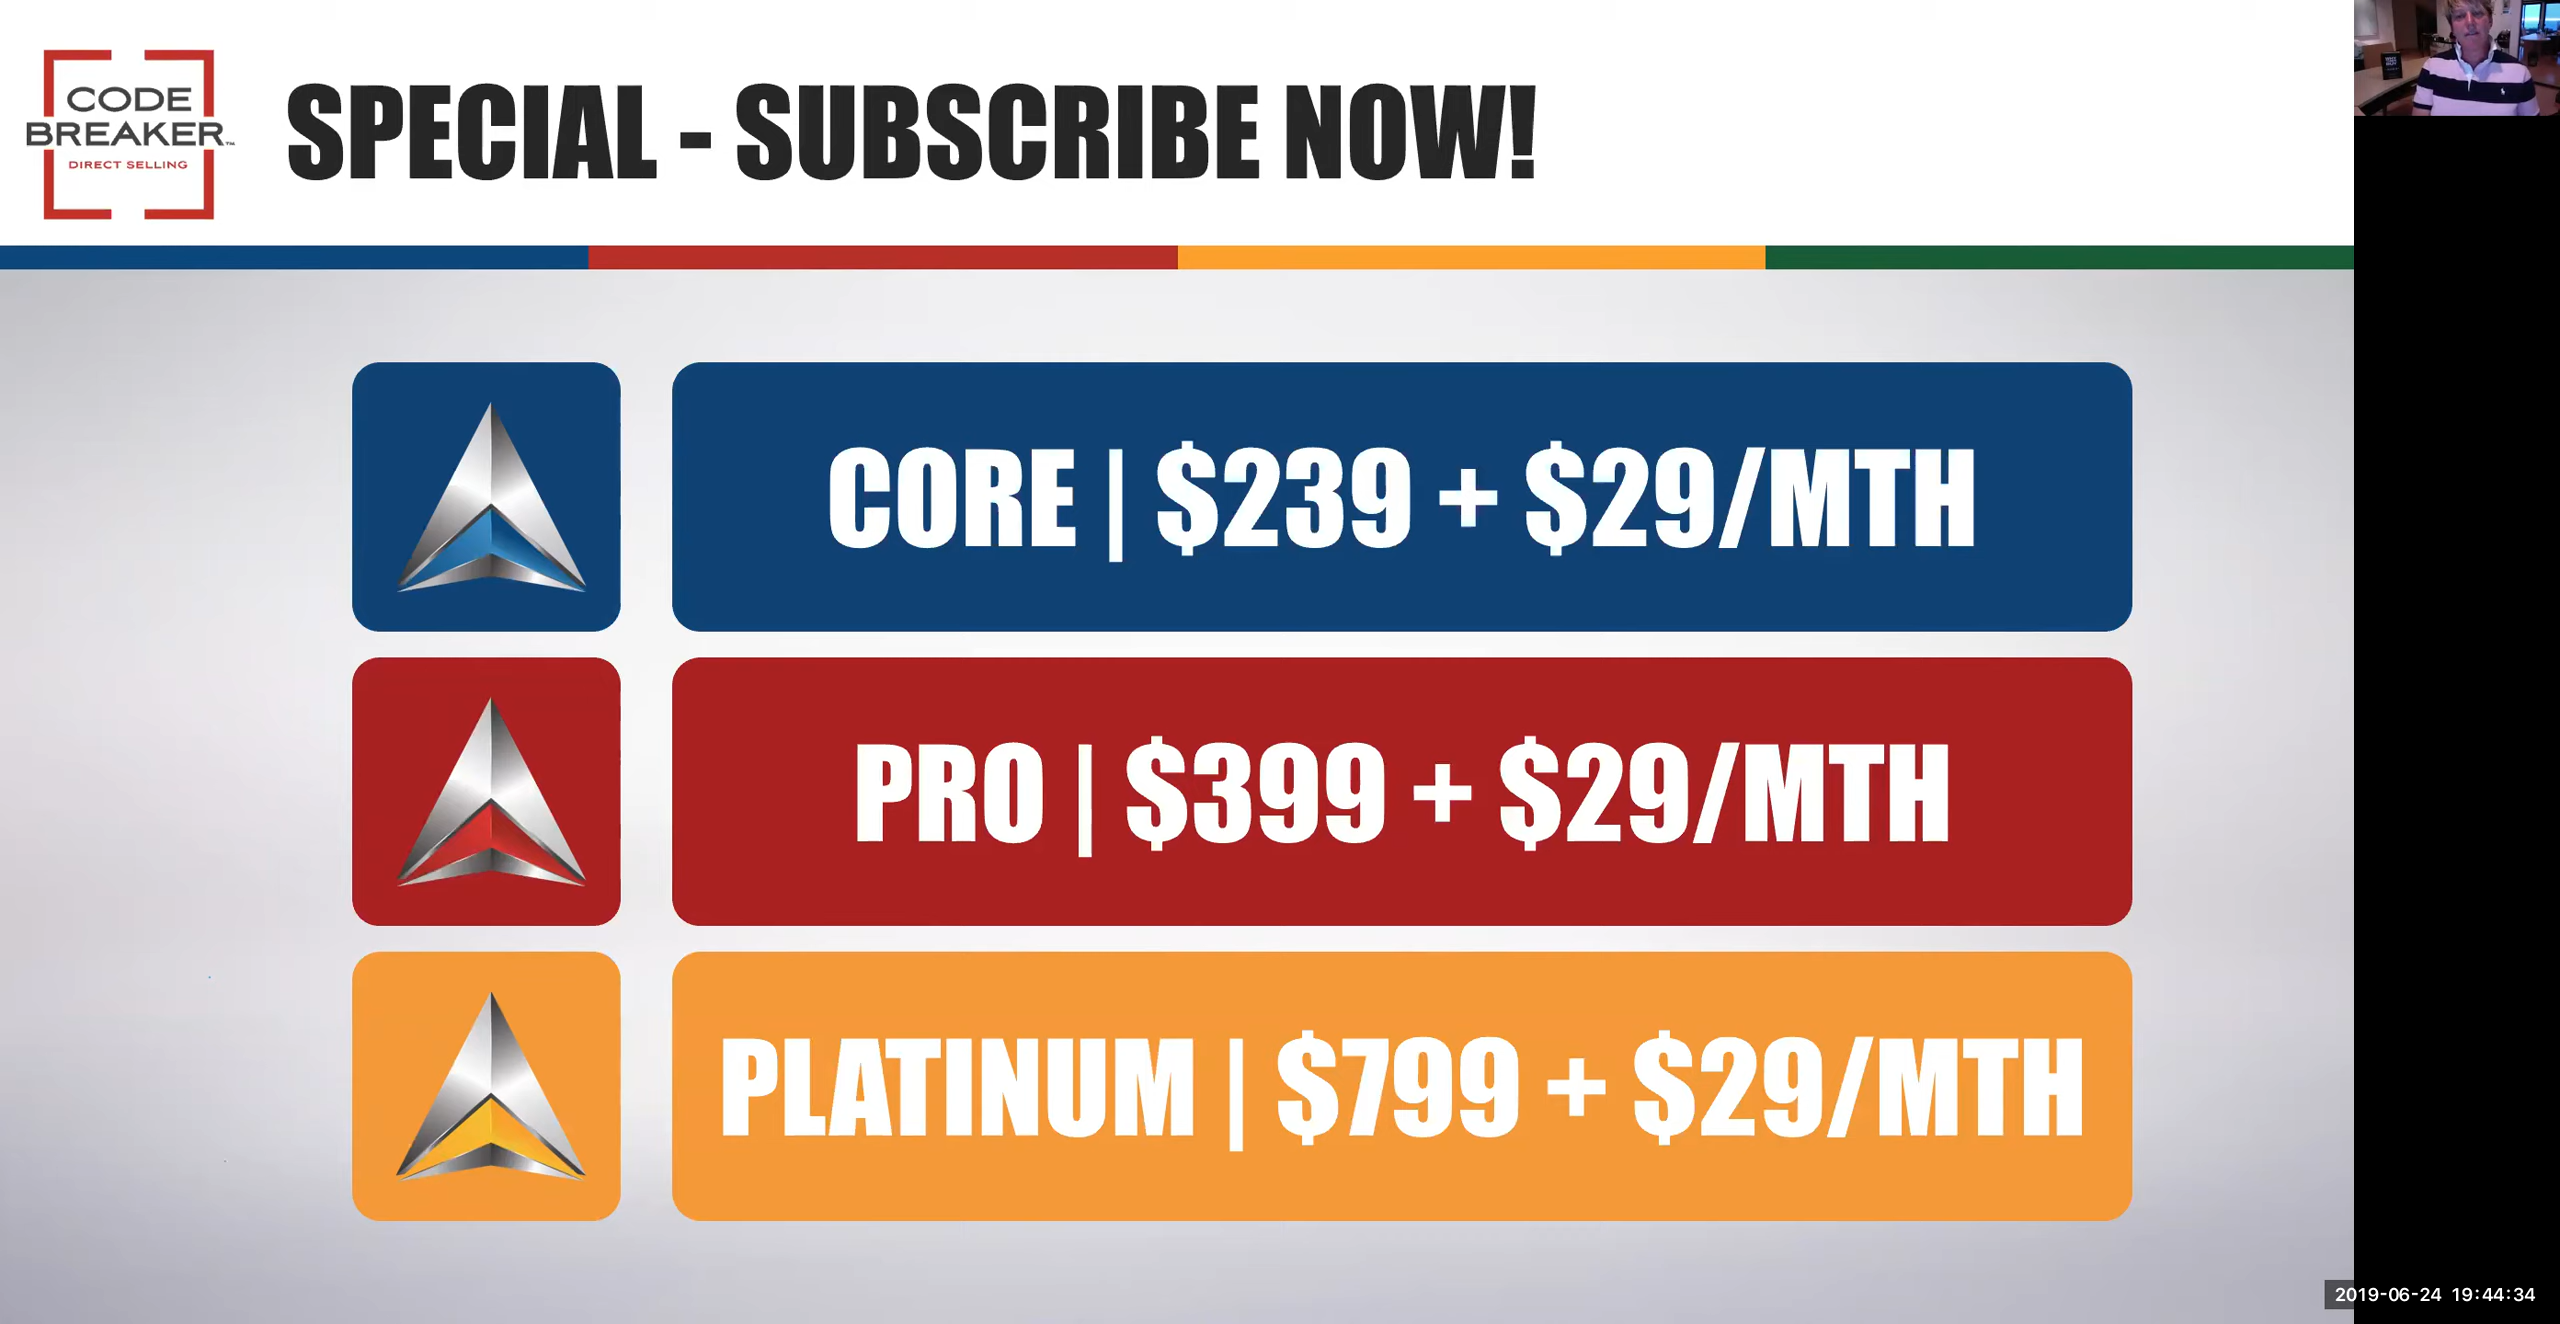 CODE
BREAKER™
DIRECT SELLING
SPECIAL - SUBSCRIBE NOW!
CORE | $239 + $29/MTH
PRO | $399 + $29/MTH
PLATINUM | $799 + $29/MTH
2019-06-24 19:44:34